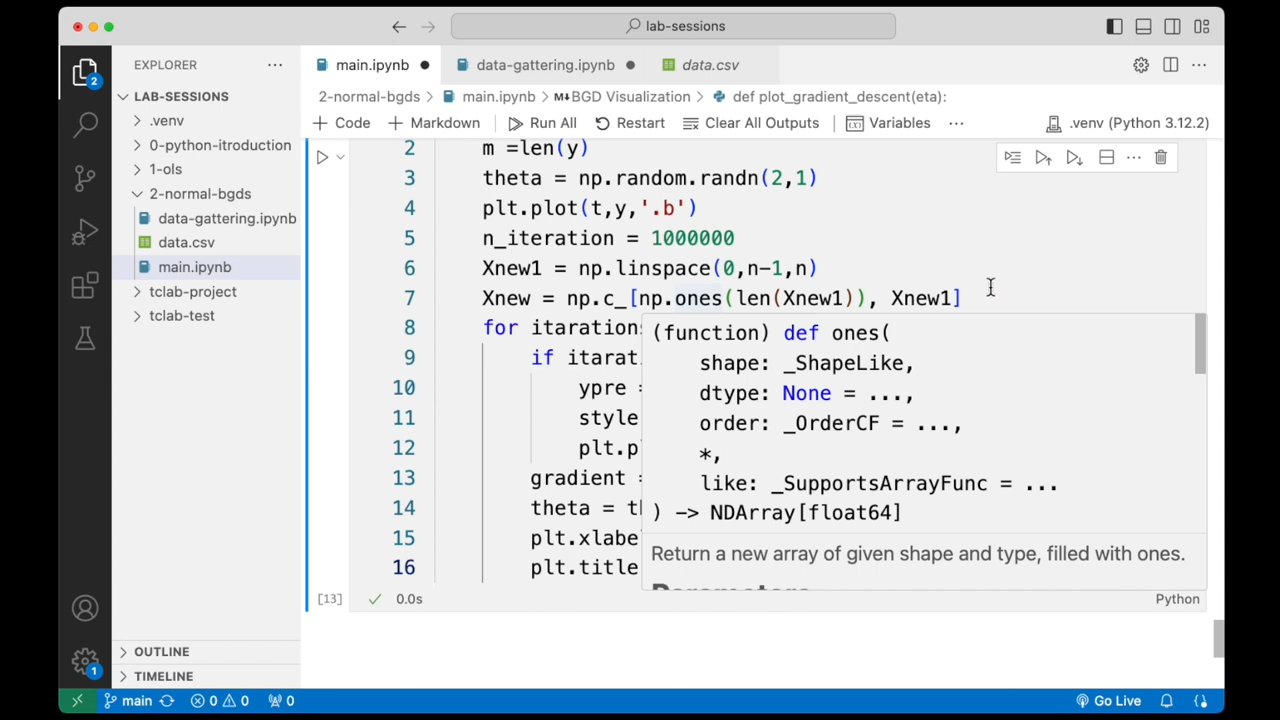 lab-sessions
2
EXPLORER
main.ipynb
data-gattering.ipynb
data.csv
LAB-SESSIONS
2-normal-bgds > main.ipynb > M↓BGD Visualization > def plot_gradient_descent(eta):
.venv
Code
Markdown
Run All
Restart
Clear All Outputs
Variables
.venv (Python 3.12.2)
0-python-itroduction
1-ols
2-normal-bgds
data-gattering.ipynb
data.csv
main.ipynb
tclab-project
tclab-test
2 m =len(y)
3 theta = np.random.randn(2,1)
4 plt.plot(t,y,'.b')
5 n_iteration = 1000000
6 Xnew1 = np.linspace(0,n-1,n)
7 Xnew = np.c_[np.ones(len(Xnew1)), Xnew1]
8 for itarations
9 if itarat
10 ypre =
11 style
12 plt.p
13 gradient =
14 theta = t
15 plt.xlabe
16 plt.title
(function) def ones(
shape: _ShapeLike,
dtype: None = ...,
order: _OrderCF = ...,
*,
like: _SupportsArrayFunc = ...
) -> NDArray[float64]
Return a new array of given shape and type, filled with ones.
Parameters
[13] 0.0s
Python
OUTLINE
TIMELINE
1
main
0 0 0
Go Live